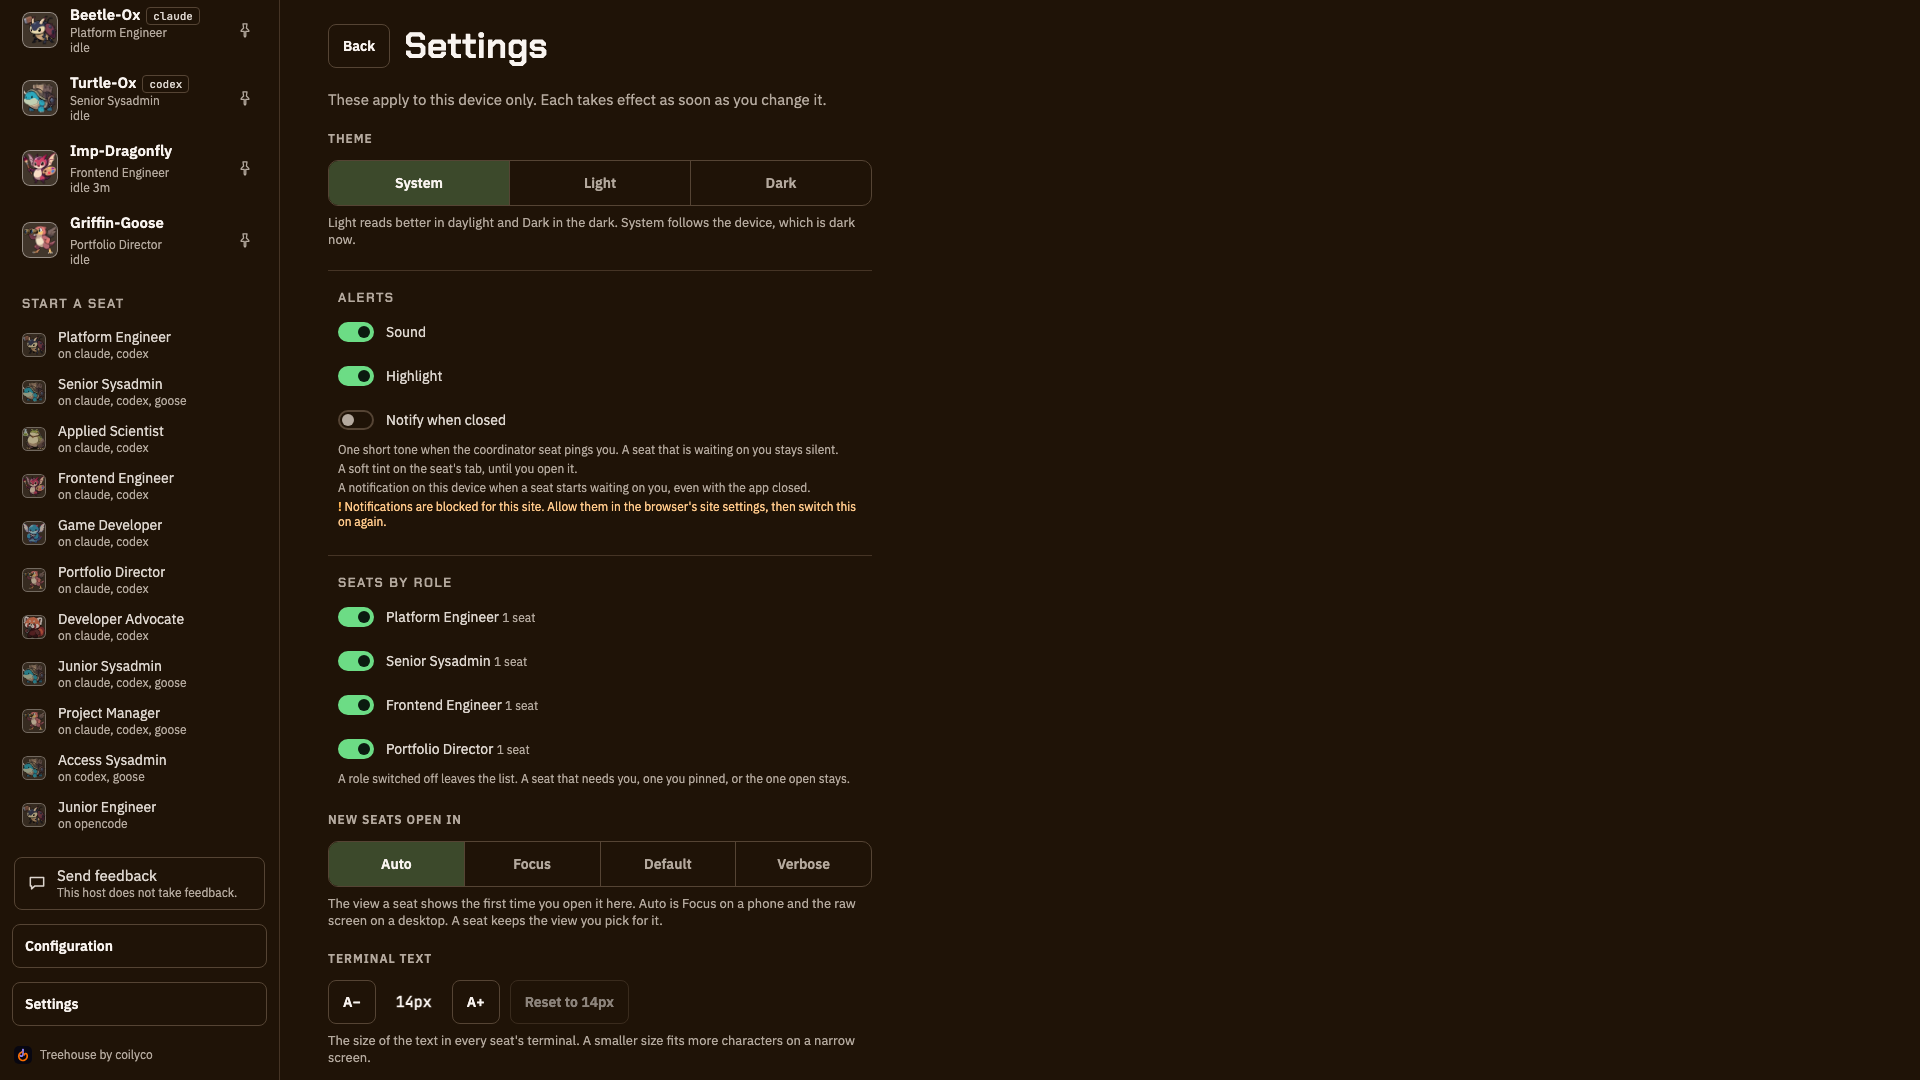 Beetle-Ox claude
Platform Engineer
idle
Turtle-Ox codex
Senior Sysadmin
idle
Imp-Dragonfly
Frontend Engineer
idle 3m
Griffin-Goose
Portfolio Director
idle
START A SEAT
Platform Engineer
on claude, codex
Senior Sysadmin
on claude, codex, goose
Applied Scientist
on claude, codex
Frontend Engineer
on claude, codex
Game Developer
on claude, codex
Portfolio Director
on claude, codex
Developer Advocate
on claude, codex
Junior Sysadmin
on claude, codex, goose
Project Manager
on claude, codex, goose
Access Sysadmin
on codex, goose
Junior Engineer
on opencode
Send feedback
This host does not take feedback.
Configuration
Settings
Treehouse by coilyco
Back Settings
These apply to this device only. Each takes effect as soon as you change it.
THEME
System Light Dark
Light reads better in daylight and Dark in the dark. System follows the device, which is dark
now.
ALERTS
Sound
Highlight
Notify when closed
One short tone when the coordinator seat pings you. A seat that is waiting on you stays silent.
A soft tint on the seat's tab, until you open it.
A notification on this device when a seat starts waiting on you, even with the app closed.
! Notifications are blocked for this site. Allow them in the browser's site settings, then switch this
on again.
SEATS BY ROLE
Platform Engineer 1 seat
Senior Sysadmin 1 seat
Frontend Engineer 1 seat
Portfolio Director 1 seat
A role switched off leaves the list. A seat that needs you, one you pinned, or the one open stays.
NEW SEATS OPEN IN
Auto Focus Default Verbose
The view a seat shows the first time you open it here. Auto is Focus on a phone and the raw
screen on a desktop. A seat keeps the view you pick for it.
TERMINAL TEXT
A− 14px A+ Reset to 14px
The size of the text in every seat's terminal. A smaller size fits more characters on a narrow
screen.